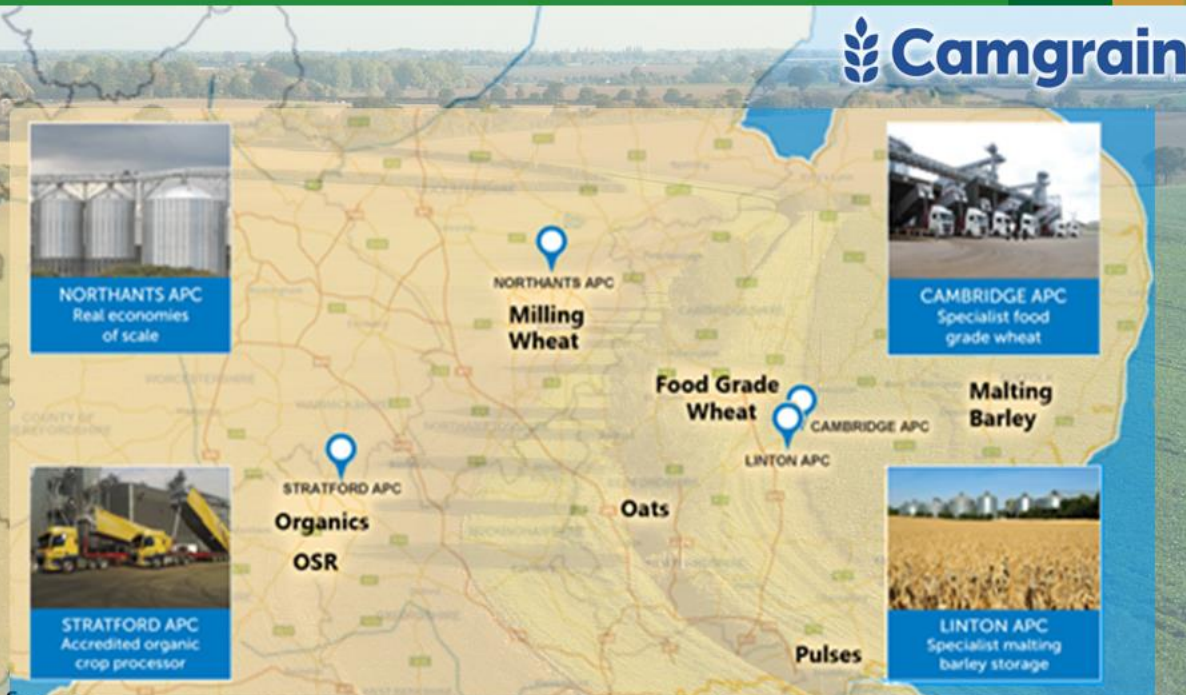 Camgrain
NORTHANTS APC
Real economies
of scale
NORTHANTS APC
Milling
Wheat
CAMBRIDGE APC
Specialist food
grade wheat
Food Grade
Wheat
CAMBRIDGE APC
LINTON APC
Malting
Barley
STRATFORD APC
Organics
OSR
Oats
Pulses
STRATFORD APC
Accredited organic
crop processor
LINTON APC
Specialist malting
barley storage